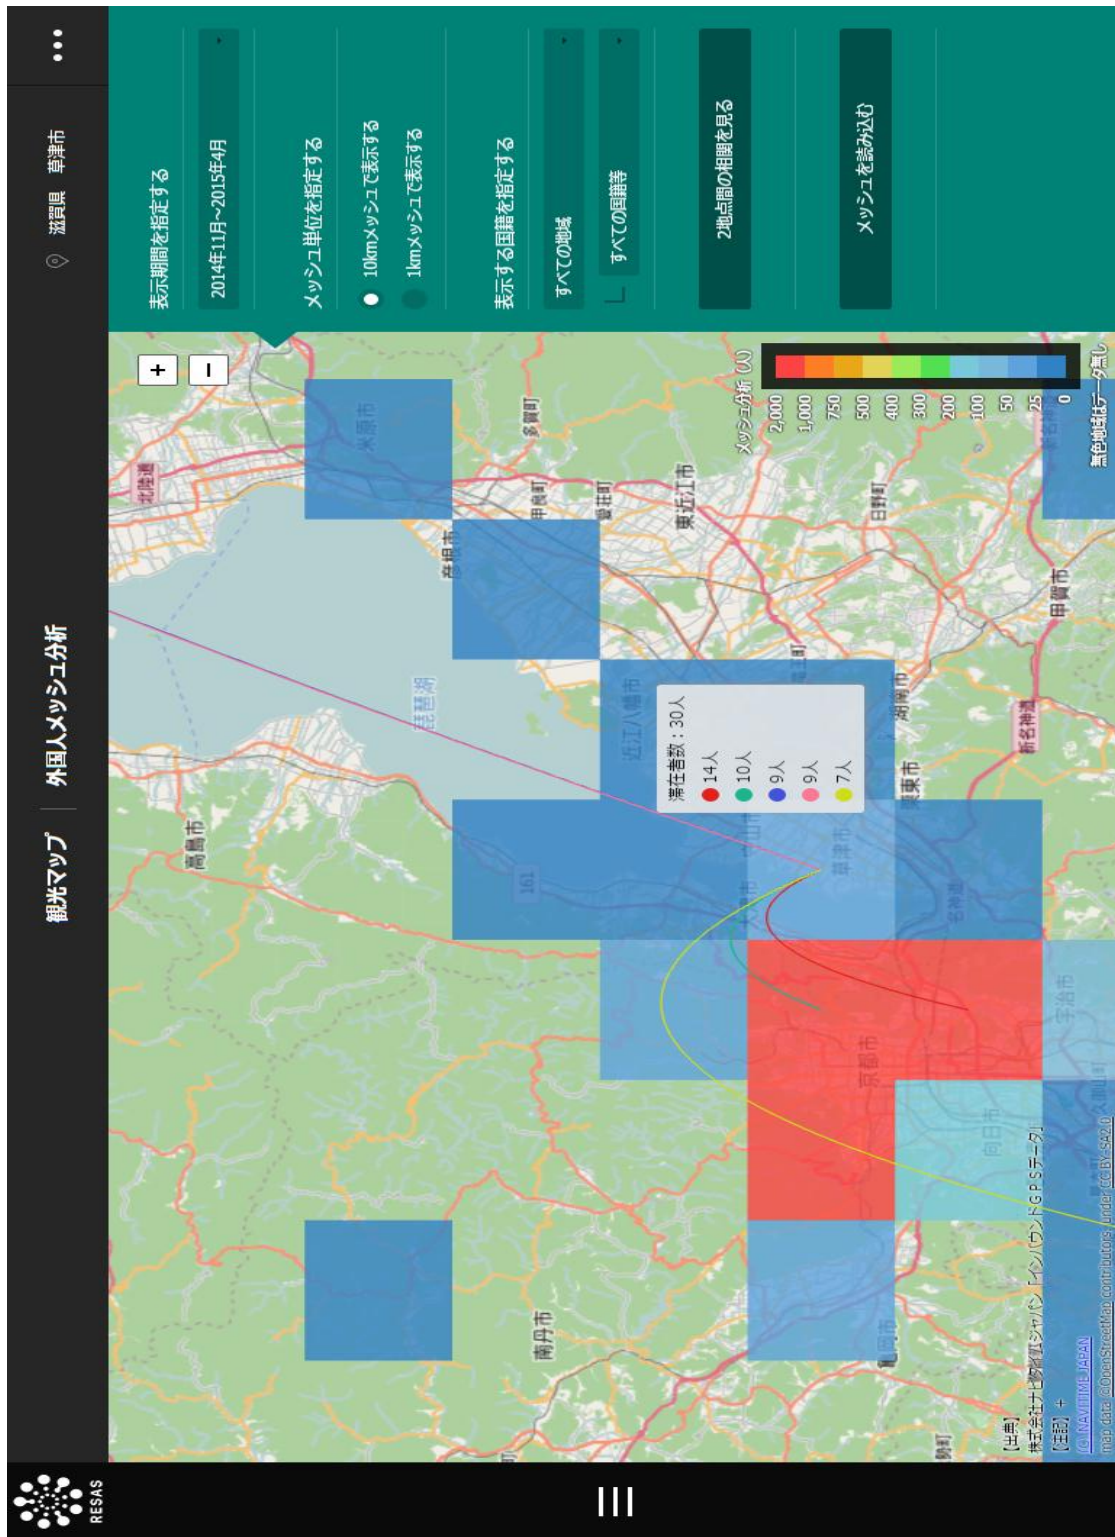 RESAS
観光マップ 外国人メッシュ分析
滋賀県 草津市
表示期間を指定する
2014年11月～2015年4月
メッシュ単位を指定する
10kmメッシュで表示する
1kmメッシュで表示する
表示する国籍を指定する
すべての地域
すべての国籍等
2地点間の相関を見る
メッシュを読み込む
+
−
北陸道
米原市
高島市
彦根市
多賀町
甲良町
愛荘町
琵琶湖
161
近江八幡市
東近江市
南丹市
滞在者数：30人
14人
10人
9人
9人
7人
竜王町
日野町
草津市
湖南市
栗東市
京都市
亀岡市
名神道
新名神道
甲賀市
向日市
宇治市
久御山町
メッシュ分析（人）
2,000
1,000
750
500
400
300
200
100
50
25
0
無色地域はデータ無し
【出典】
株式会社ナビタイムジャパン「インバウンドＧＰＳデータ」
【注記】 +
(C) NAVITIME JAPAN
map data ©OpenStreetMap contributors, under CC BY-SA2.0